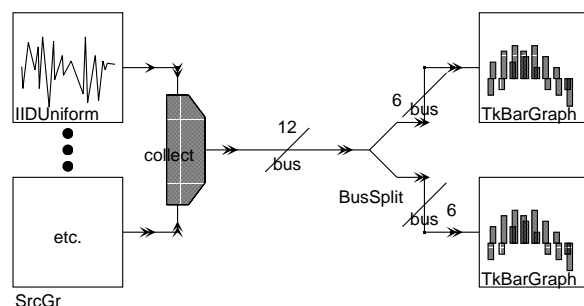 IIDUniform
etc.
SrcGr
collect
12
bus
BusSplit
6
bus
TkBarGraph
6
bus
TkBarGraph